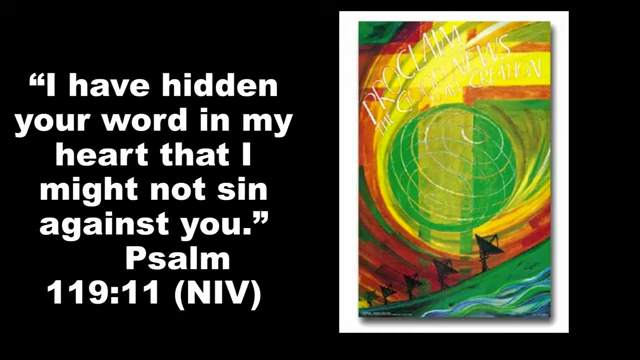 “I have hidden
your word in my
heart that I
might not sin
against you.”
Psalm
119:11 (NIV)
PROCLAIM
THE GOOD NEWS
TO ALL CREATION